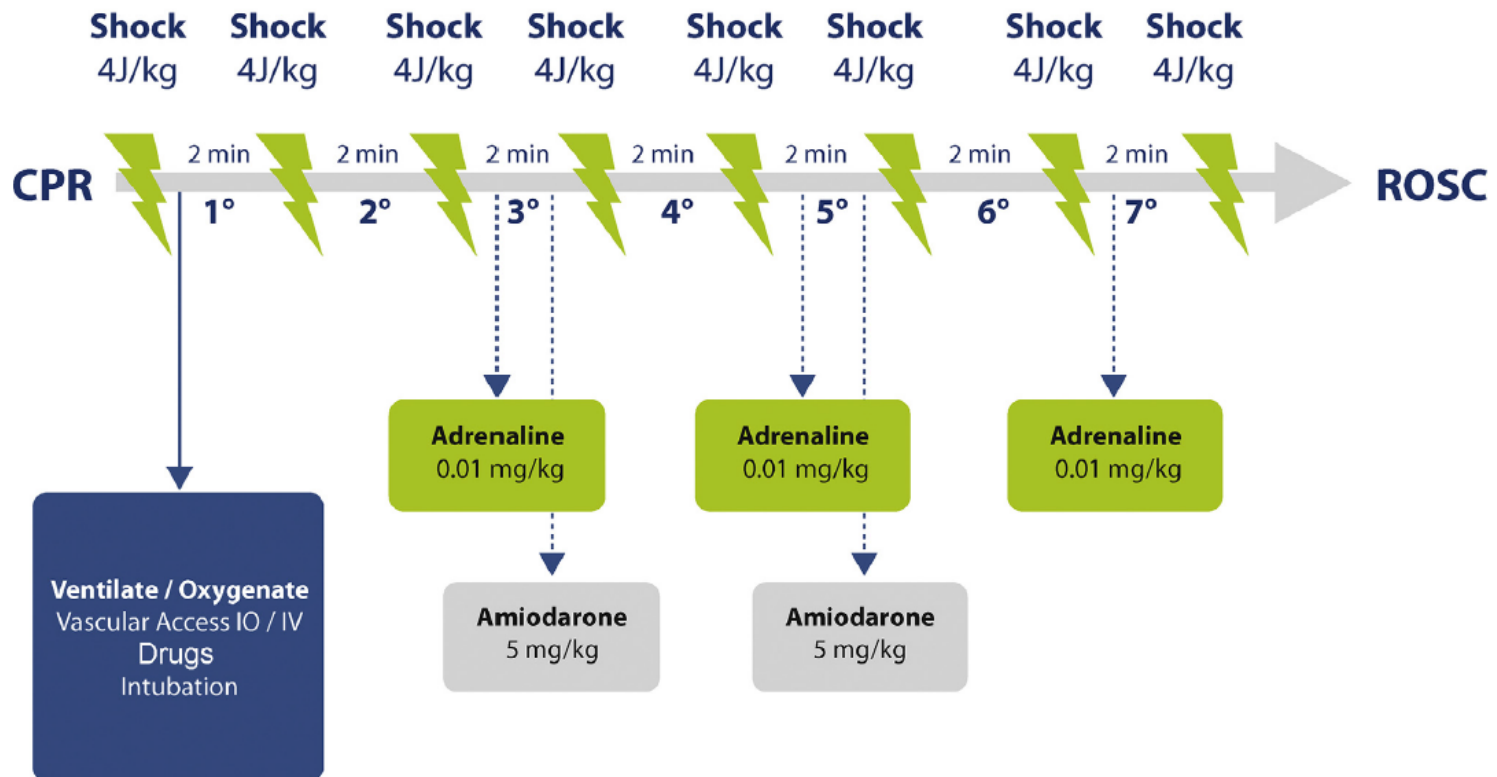 Shock Shock Shock Shock Shock Shock Shock Shock
4J/kg 4J/kg 4J/kg 4J/kg 4J/kg 4J/kg 4J/kg 4J/kg
2 min 2 min 2 min 2 min 2 min 2 min 2 min
CPR ROSC
1° 2° 3° 4° 5° 6° 7°
Adrenaline Adrenaline Adrenaline
0.01 mg/kg 0.01 mg/kg 0.01 mg/kg
Ventilate / Oxygenate
Vascular Access IO / IV
Drugs
Intubation
Amiodarone Amiodarone
5 mg/kg 5 mg/kg